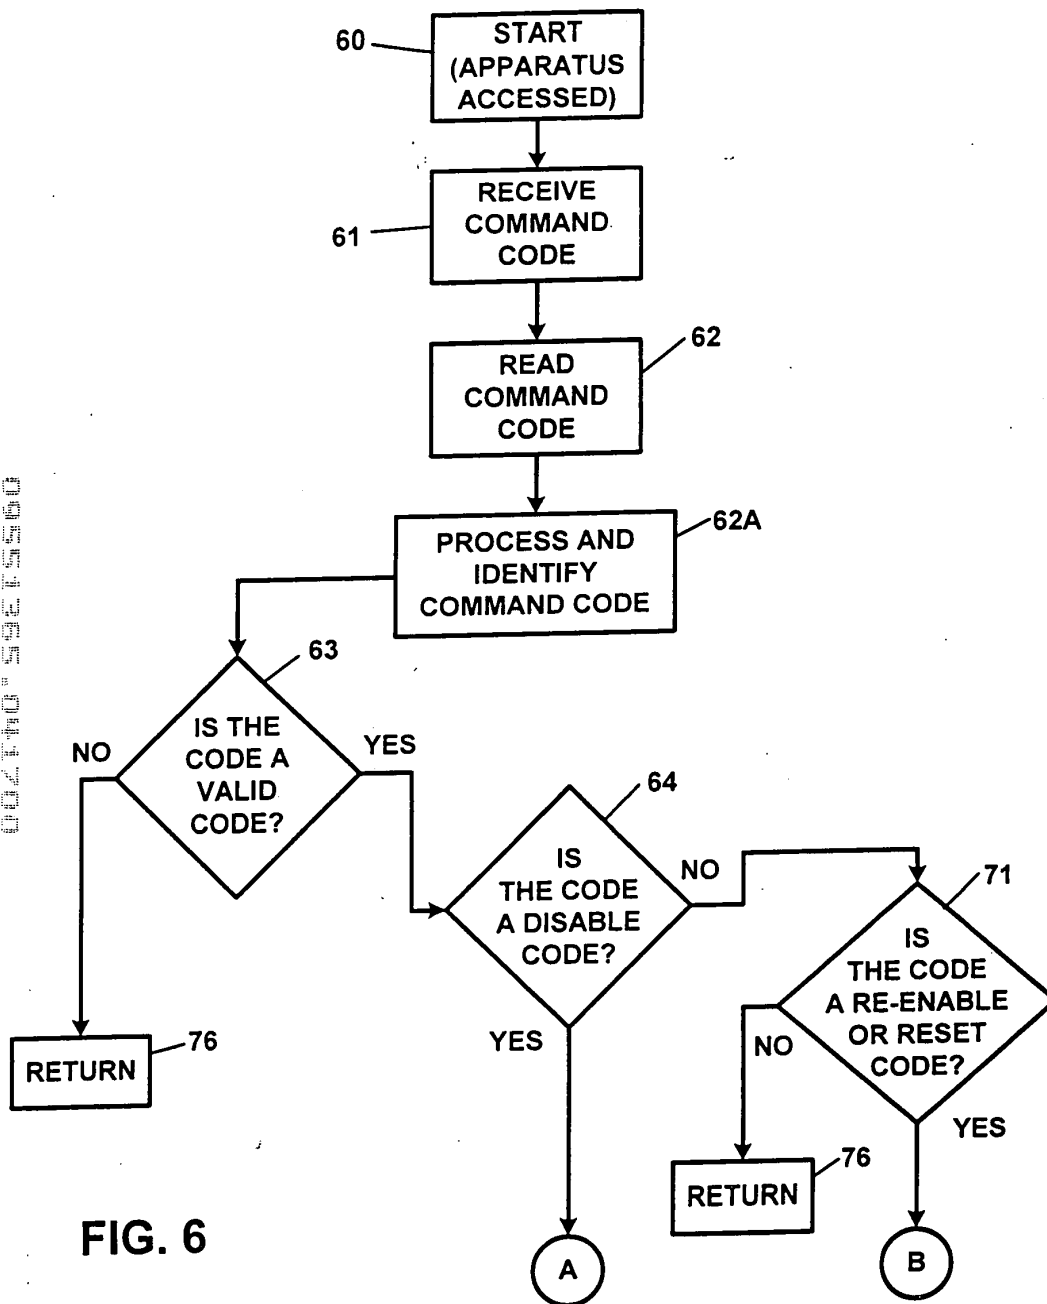 60
START
(APPARATUS
ACCESSED)
61
RECEIVE
COMMAND
CODE
62
READ
COMMAND
CODE
62A
PROCESS AND
IDENTIFY
COMMAND CODE
63
IS THE
CODE A
VALID
CODE?
NO
YES
64
IS
THE CODE
A DISABLE
CODE?
NO
YES
71
IS
THE CODE
A RE-ENABLE
OR RESET
CODE?
NO
YES
76
RETURN
76
RETURN
A
B
FIG. 6
09551365.041700